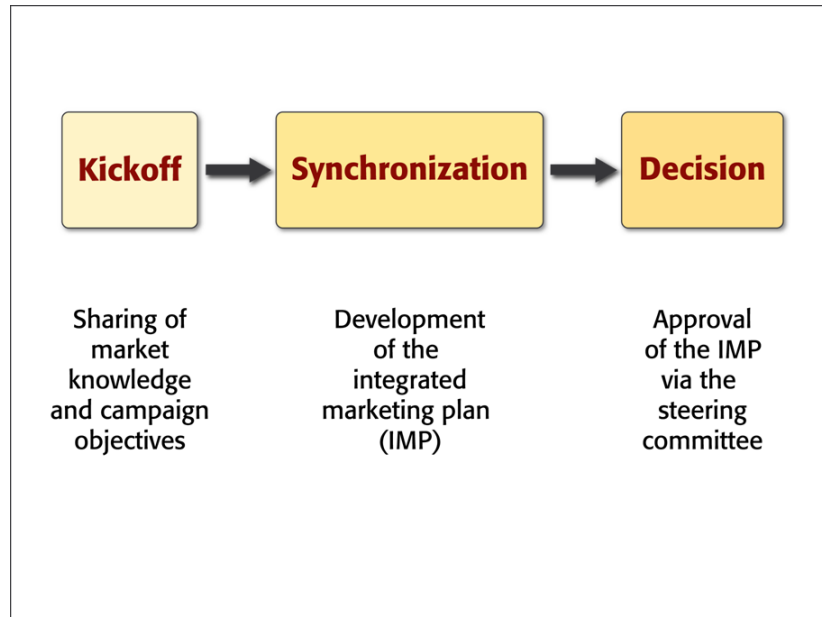 Kickoff
Synchronization
Decision
Sharing of
market
knowledge
and campaign
objectives
Development
of the
integrated
marketing plan
(IMP)
Approval
of the IMP
via the
steering
committee